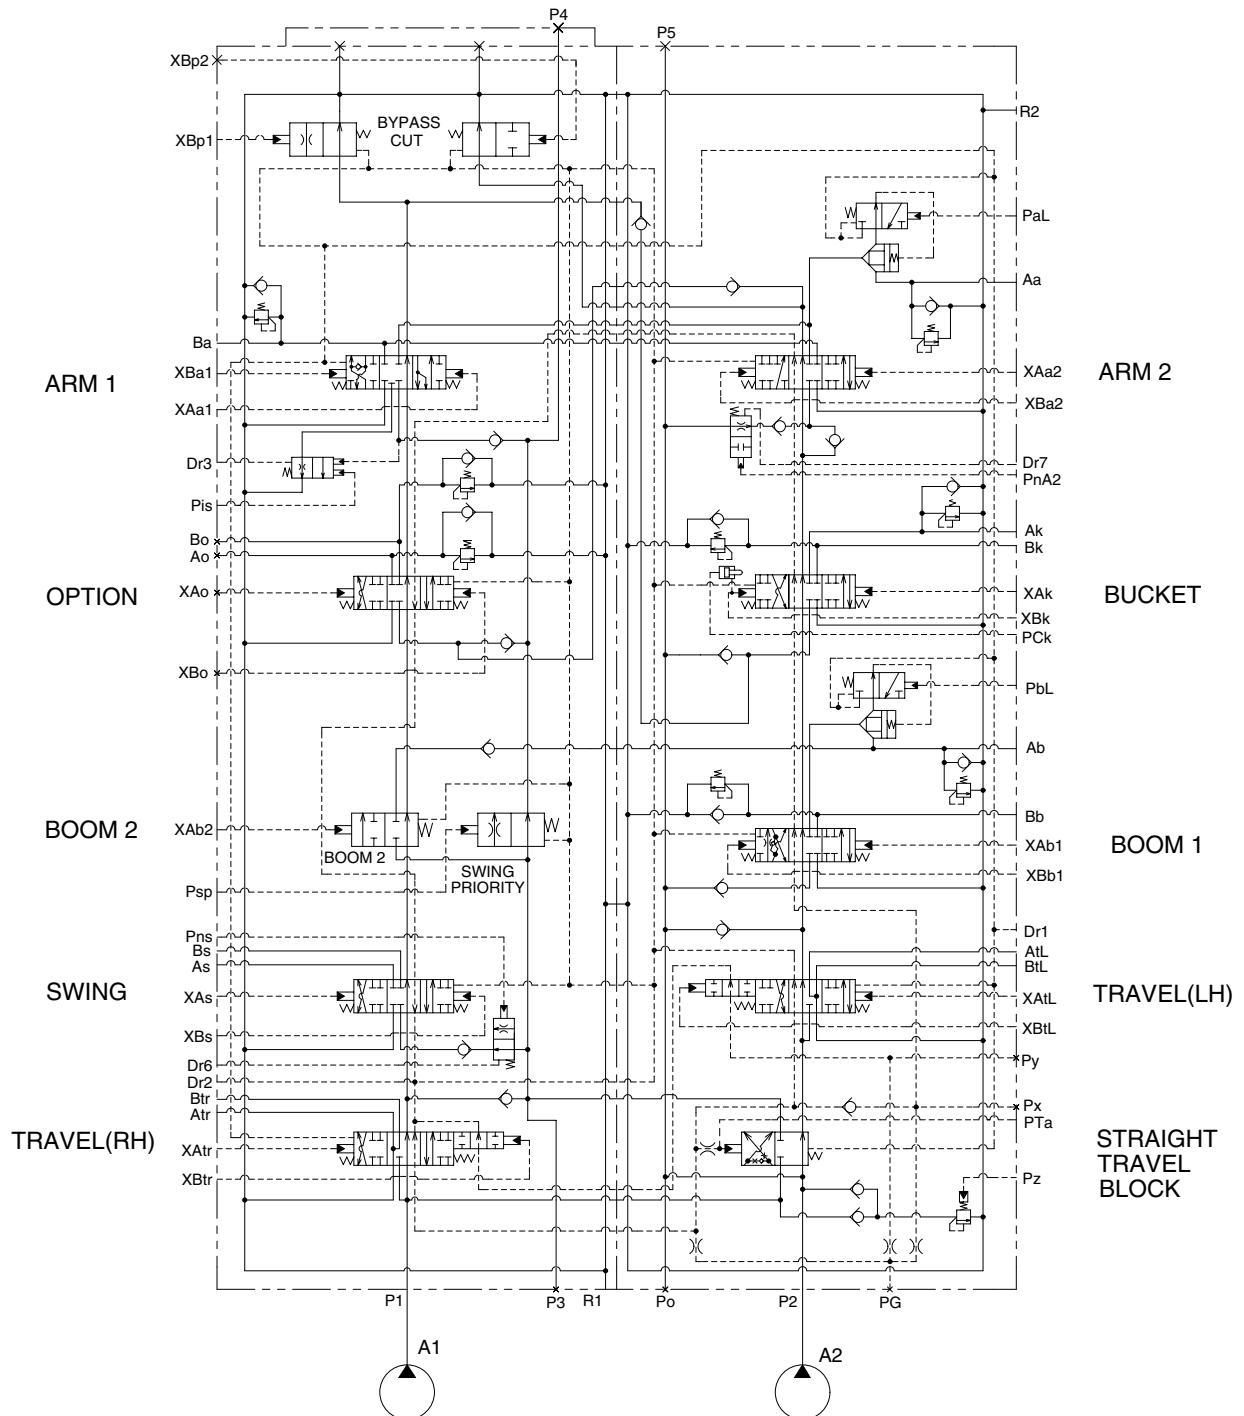 P4
P5
XBp2
R2
BYPASS
CUT
XBp1
PaL
Aa
Ba
ARM 1
XBa1
XAa2
ARM 2
XAa1
XBa2
Dr3
Dr7
PnA2
Pis
Ak
Bo
Bk
Ao
OPTION
XAo
XAk
BUCKET
XBk
PCk
XBo
PbL
Ab
Bb
BOOM 2
XAb2
XAb1
BOOM 1
BOOM 2
SWING
PRIORITY
XBb1
Psp
Pns
Dr1
Bs
AtL
As
BtL
SWING
XAs
XAtL
TRAVEL(LH)
XBs
XBtL
Dr6
Py
Dr2
Btr
Px
Atr
PTa
TRAVEL(RH)
XAtr
STRAIGHT
TRAVEL
BLOCK
XBtr
Pz
P1
P3
R1
Po
P2
PG
A1
A2